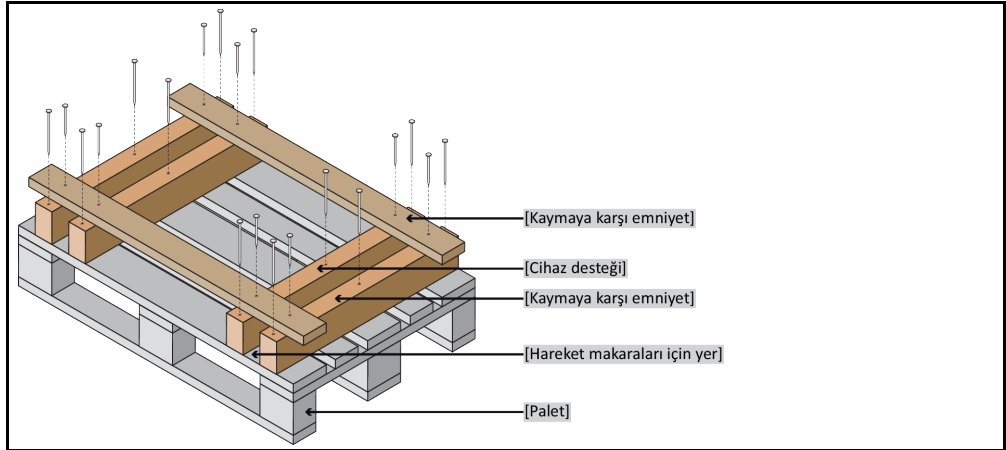 [Kaymaya karşı emniyet]
[Cihaz desteği]
[Kaymaya karşı emniyet]
[Hareket makaraları için yer]
[Palet]